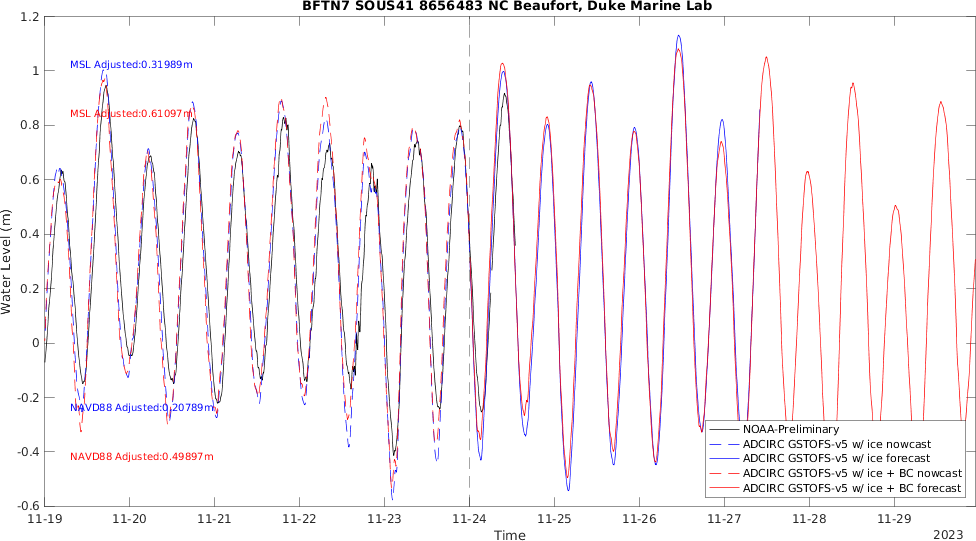 BFTN7 SOUS41 8656483 NC Beaufort, Duke Marine Lab
1.2
1
0.8
0.6
0.4
0.2
0
-0.2
-0.4
-0.6
Water Level (m)
MSL Adjusted:0.31989m
MSL Adjusted:0.61097m
NAVD88 Adjusted:0.20789m
NAVD88 Adjusted:0.49897m
NOAA-Preliminary
ADCIRC GSTOFS-v5 w/ ice nowcast
ADCIRC GSTOFS-v5 w/ ice forecast
ADCIRC GSTOFS-v5 w/ ice + BC nowcast
ADCIRC GSTOFS-v5 w/ ice + BC forecast
11-19 11-20 11-21 11-22 11-23 11-24 11-25 11-26 11-27 11-28 11-29
Time
2023